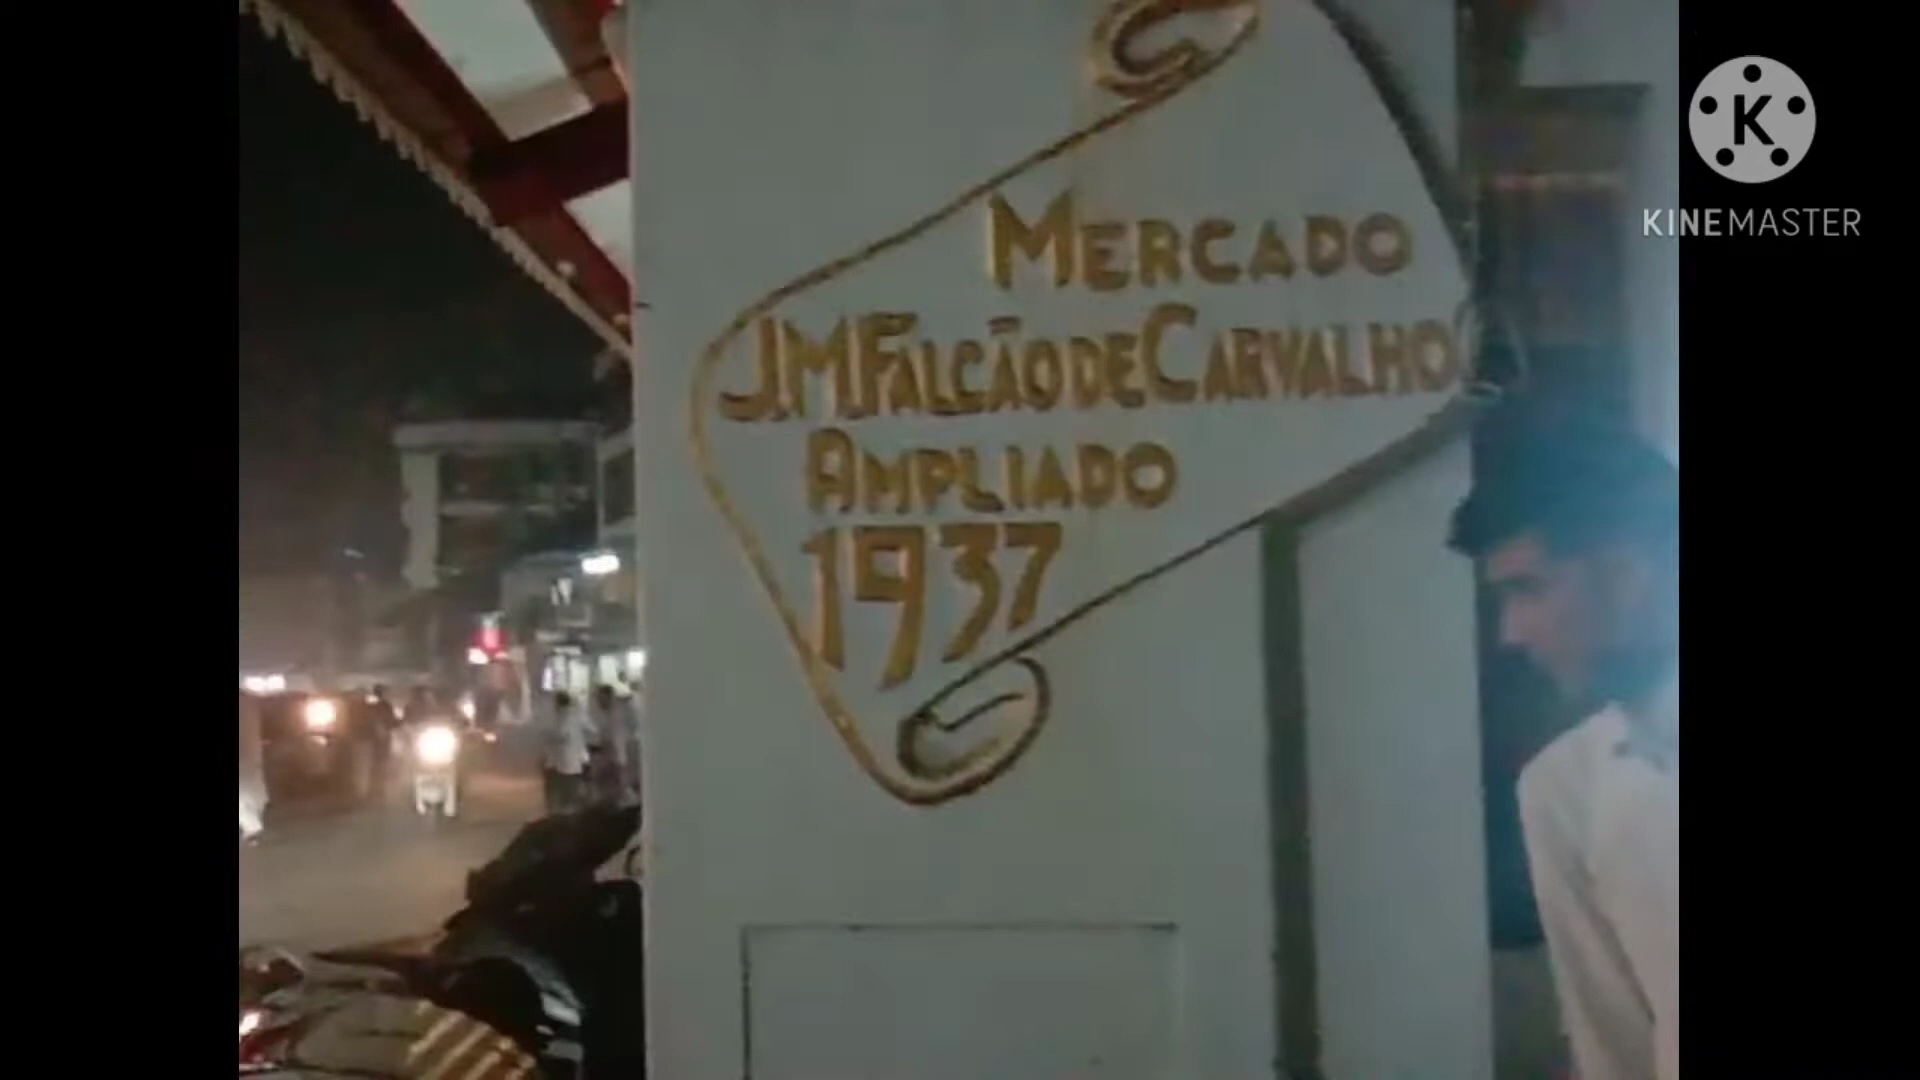 MERCADO
J.M. FALCÃO DE CARVALHO
AMPLIADO
1937
K
KINEMASTER